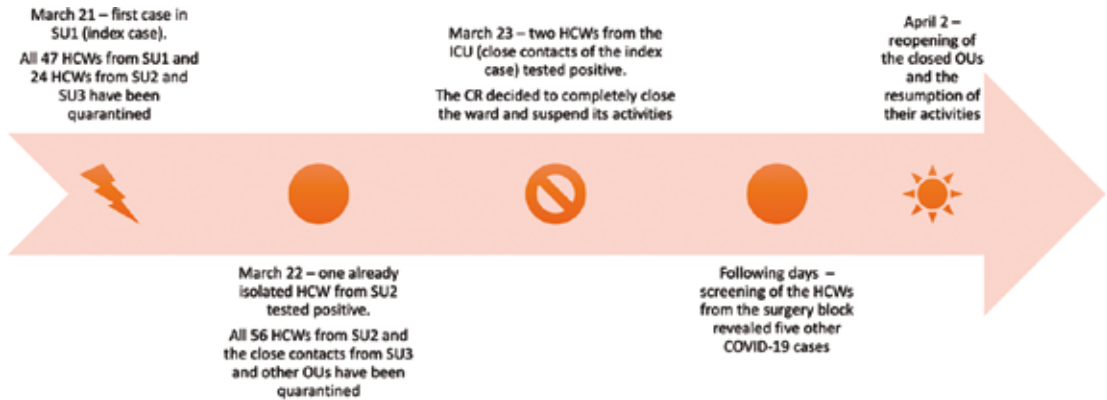 March 21 – first case in
SU1 (index case).
All 47 HCWs from SU1 and
24 HCWs from SU2 and
SU3 have been
quarantined
March 22 – one already
isolated HCW from SU2
tested positive.
All 56 HCWs from SU2 and
the close contacts from SU3
and other OUs have been
quarantined
March 23 – two HCWs from the
ICU (close contacts of the index
case) tested positive.
The CR decided to completely close
the ward and suspend its activities
Following days –
screening of the HCWs
from the surgery block
revealed five other
COVID-19 cases
April 2 –
reopening of
the closed OUs
and the
resumption of
their activities